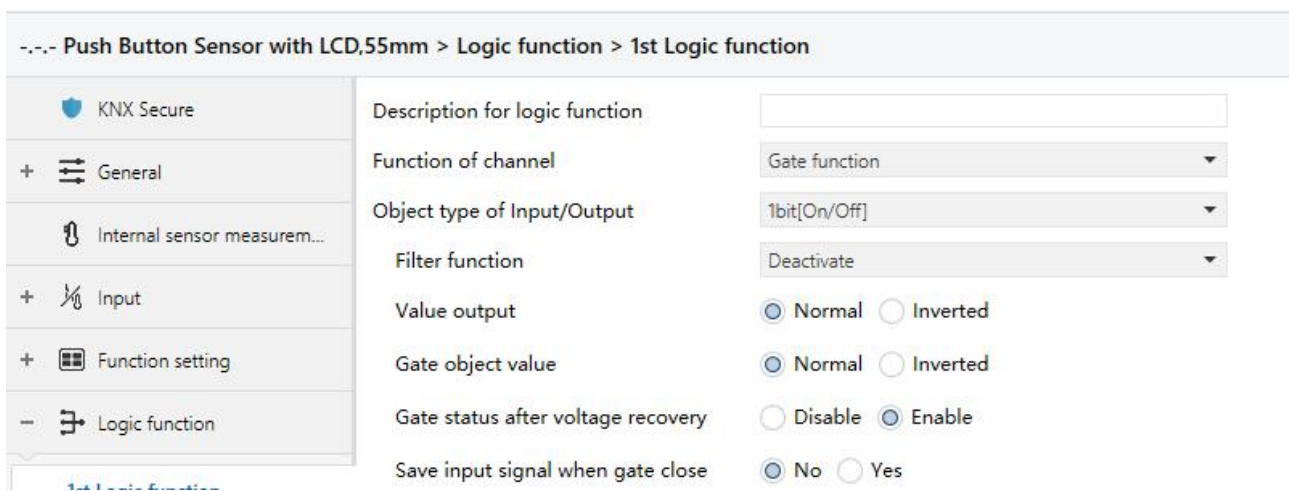 -.-.- Push Button Sensor with LCD,55mm > Logic function > 1st Logic function
KNX Secure
Description for logic function
+ General
Function of channel Gate function
Object type of Input/Output 1bit[On/Off]
Internal sensor measurem...
Filter function Deactivate
+ Input
Value output Normal Inverted
+ Function setting
Gate object value Normal Inverted
- Logic function
Gate status after voltage recovery Disable Enable
Save input signal when gate close No Yes
1st Logic function